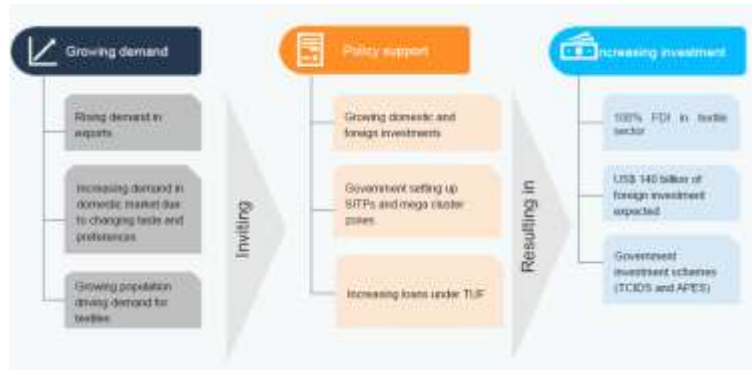 Growing demand
Rising demand in
exports
Increasing demand in
domestic market due
to changing taste and
preferences
Growing population
driving demand for
textiles
Inviting
Policy support
Growing domestic and
foreign investments
Government setting up
SITPs and mega cluster
zones
Increasing loans under TUF
Resulting in
Increasing investment
100% FDI in textile
sector
US$ 140 billion of
foreign investment
expected
Government
investment schemes
(TCIDS and APES)